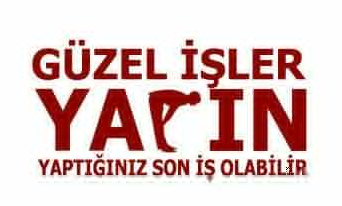 GÜZEL İŞLER
YAPIN
YAPTIĞINIZ SON İŞ OLABİLİR